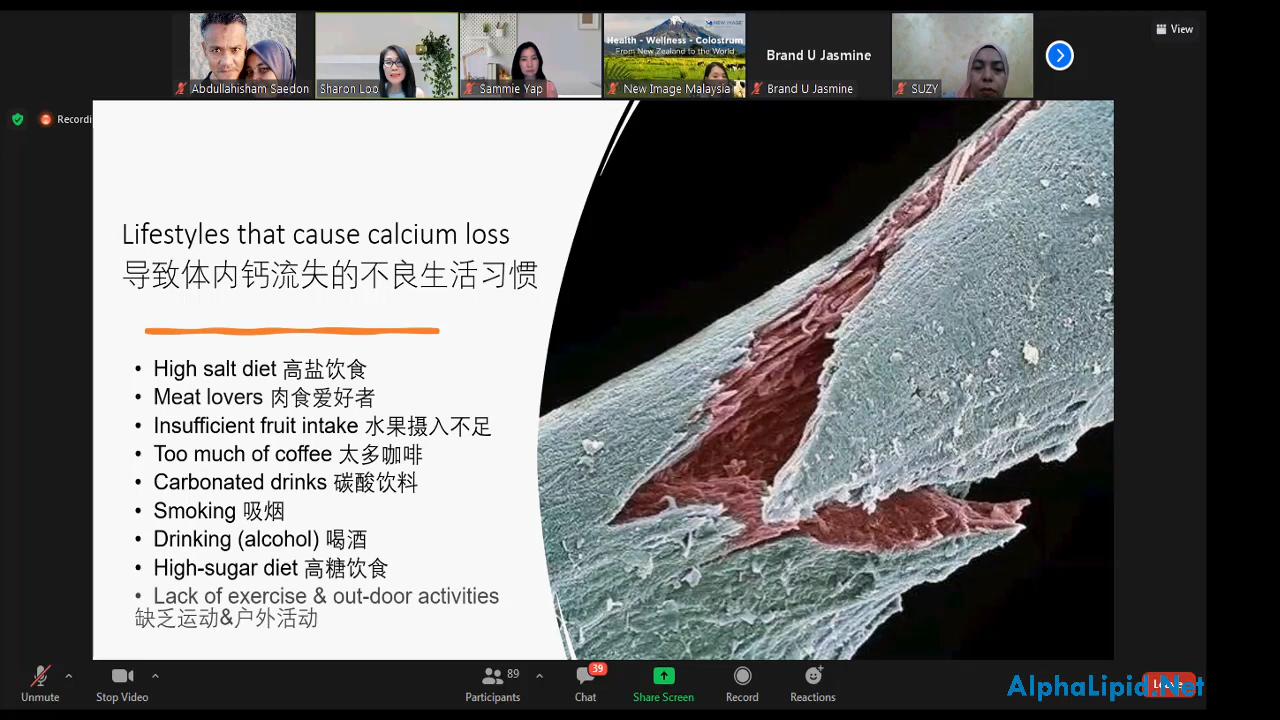 Health - Wellness - Colostrum
From New Zealand to the World
Brand U Jasmine
View
Abdullahisham Saedon
Sharon Loo
Sammie Yap
New Image Malaysia
Brand U Jasmine
SUZY
Recordi
Lifestyles that cause calcium loss
导致体内钙流失的不良生活习惯
• High salt diet 高盐饮食
• Meat lovers 肉食爱好者
• Insufficient fruit intake 水果摄入不足
• Too much of coffee 太多咖啡
• Carbonated drinks 碳酸饮料
• Smoking 吸烟
• Drinking (alcohol) 喝酒
• High-sugar diet 高糖饮食
• Lack of exercise & out-door activities
缺乏运动&户外活动
Unmute
Stop Video
89
Participants
39
Chat
Share Screen
Record
Reactions
AlphaLipid.Net